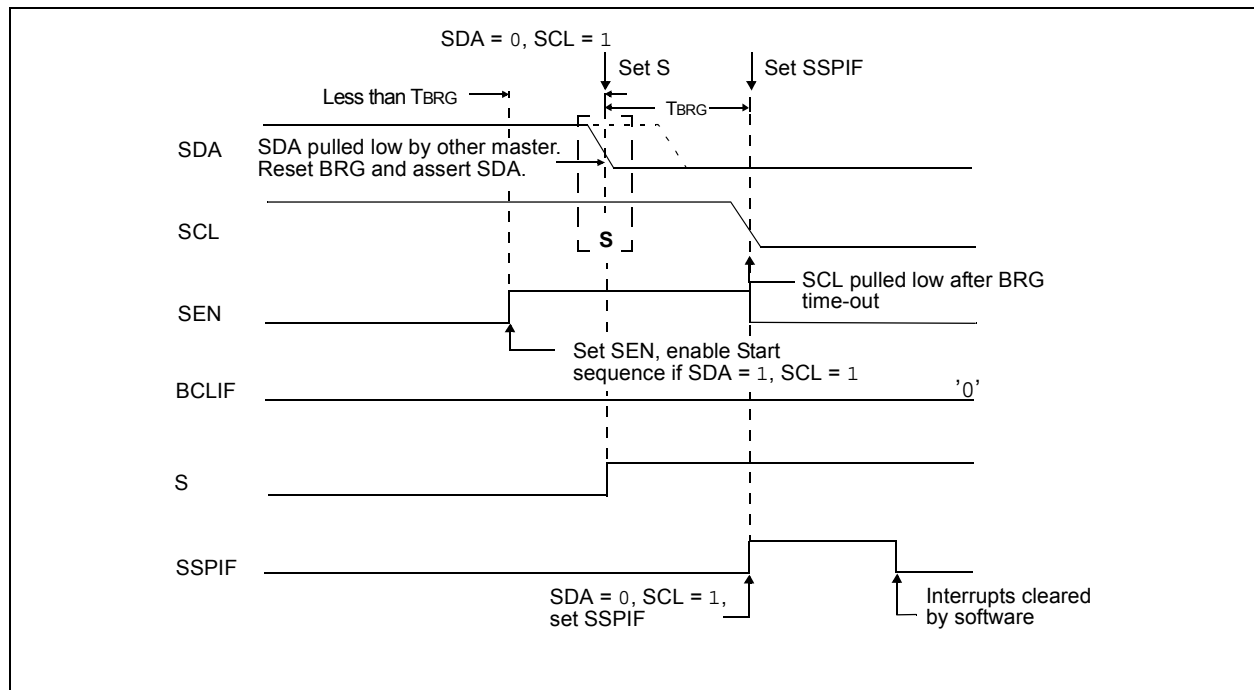 SDA = 0, SCL = 1
Set S
Set SSPIF
Less than TBRG
TBRG
SDA
SDA pulled low by other master.
Reset BRG and assert SDA.
SCL
S
SCL pulled low after BRG
time-out
SEN
Set SEN, enable Start
sequence if SDA = 1, SCL = 1
BCLIF
'0'
S
SSPIF
SDA = 0, SCL = 1,
set SSPIF
Interrupts cleared
by software